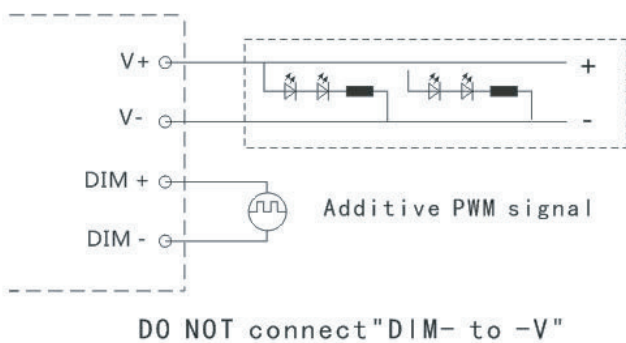 V+
+
V-
-
DIM +
Additive PWM signal
DIM -
DO NOT connect"DIM- to -V"